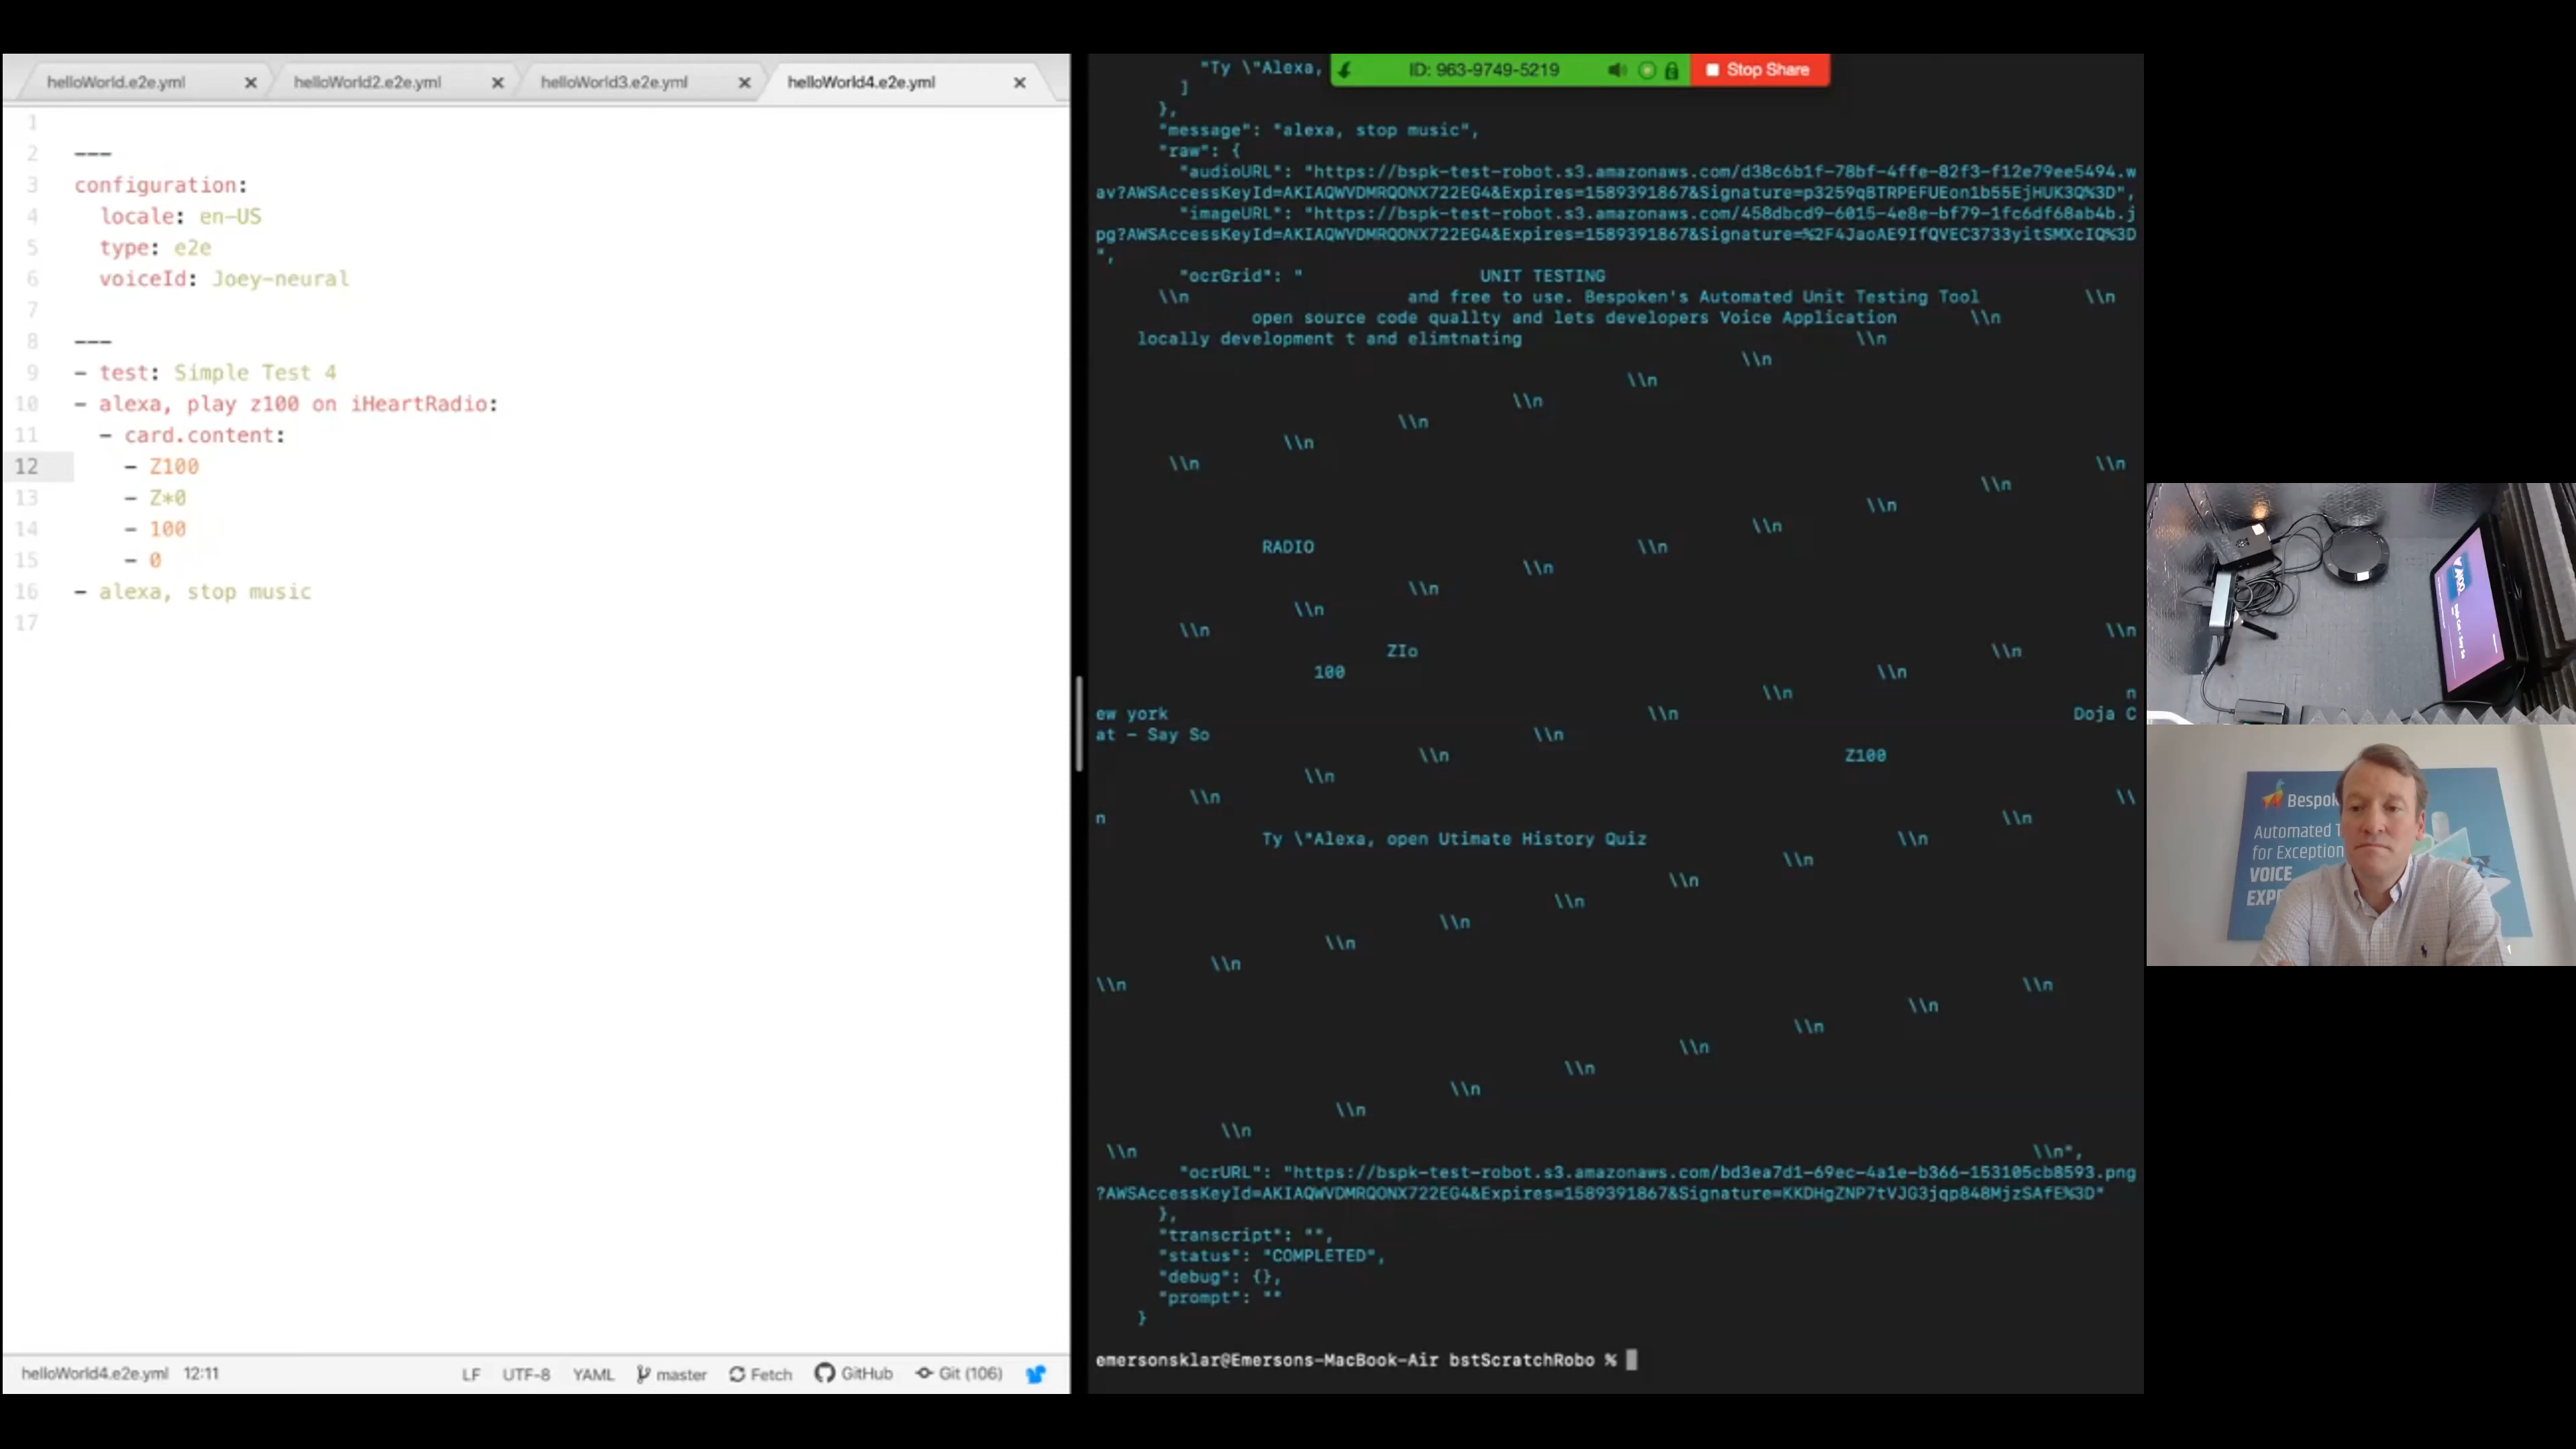 helloWorld.e2e.yml
helloWorld2.e2e.yml
helloWorld3.e2e.yml
helloWorld4.e2e.yml
1
2 ---
3 configuration:
4 locale: en-US
5 type: e2e
6 voiceId: Joey-neural
7
8 ---
9 - test: Simple Test 4
10 - alexa, play z100 on iHeartRadio:
11 - card.content:
12 - Z100
13 - Z*0
14 - 100
15 - 0
16 - alexa, stop music
17
helloWorld4.e2e.yml 12:11 LF UTF-8 YAML master Fetch GitHub Git (106)
ID: 963-9749-5219 Stop Share
"Ty \"Alexa,
]
},
"message": "alexa, stop music",
"raw": {
"audioURL": "https://bspk-test-robot.s3.amazonaws.com/d38c6b1f-78bf-4ffe-82f3-f12e79ee5494.w
av?AWSAccessKeyId=AKIAQWVDMRQONX722EG4&Expires=1589391867&Signature=p3259qBTRPEFUEon1b55EjHUK3Q%3D",
"imageURL": "https://bspk-test-robot.s3.amazonaws.com/458dbcd9-6015-4e8e-bf79-1fc6df68ab4b.j
pg?AWSAccessKeyId=AKIAQWVDMRQONX722EG4&Expires=1589391867&Signature=%2F4JaoAE9IfQVEC3733yitSMXcIQ%3D
",
"ocrGrid": " UNIT TESTING
\\n and free to use. Bespoken's Automated Unit Testing Tool \\n
open source code quallty and lets developers Voice Application \\n
locally development t and elimtnating \\n
\\n
\\n
\\n
\\n
\\n
\\n \\n
\\n
\\n
\\n
RADIO \\n
\\n
\\n
\\n
\\n \\n
ZIo \\n
100 \\n
\\n n
ew york \\n Doja C
at - Say So \\n
\\n Z100
\\n
\\n \\
n \\n
Ty \"Alexa, open Utimate History Quiz \\n
\\n
\\n
\\n
\\n
\\n
\\n
\\n \\n
\\n
\\n
\\n
\\n
\\n
\\n
\\n
\\n \\n",
"ocrURL": "https://bspk-test-robot.s3.amazonaws.com/bd3ea7d1-69ec-4a1e-b366-153105cb8593.png
?AWSAccessKeyId=AKIAQWVDMRQONX722EG4&Expires=1589391867&Signature=KKDHgZNP7tVJG3jqp848MjzSAfE%3D"
},
"transcript": "",
"status": "COMPLETED",
"debug": {},
"prompt": ""
}
emersonsklar@Emersons-MacBook-Air bstScratchRobo %
Bespok
Automated T
for Exception
VOICE
EXP